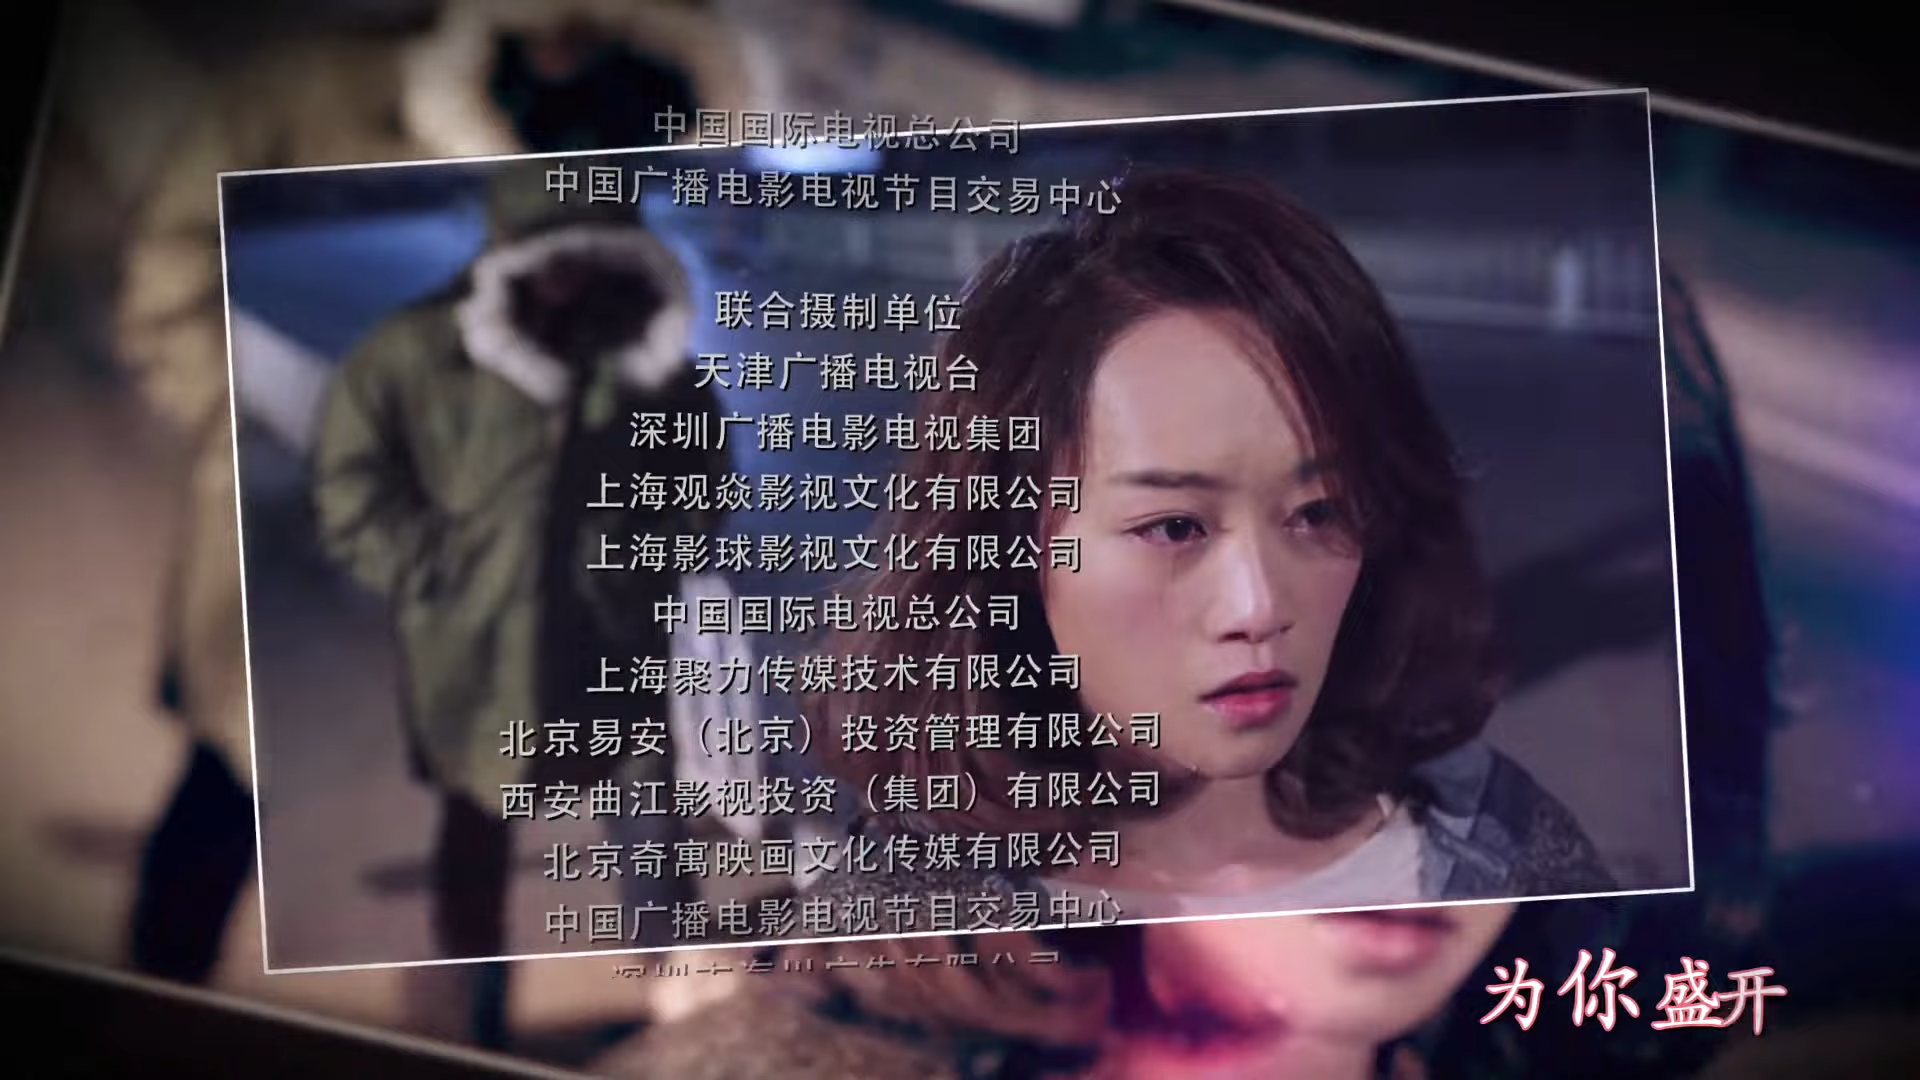 中国国际电视总公司
中国广播电影电视节目交易中心
联合摄制单位
天津广播电视台
深圳广播电影电视集团
上海观焱影视文化有限公司
上海影球影视文化有限公司
中国国际电视总公司
上海聚力传媒技术有限公司
北京易安（北京）投资管理有限公司
西安曲江影视投资（集团）有限公司
北京奇寓映画文化传媒有限公司
中国广播电影电视节目交易中心
为你盛开